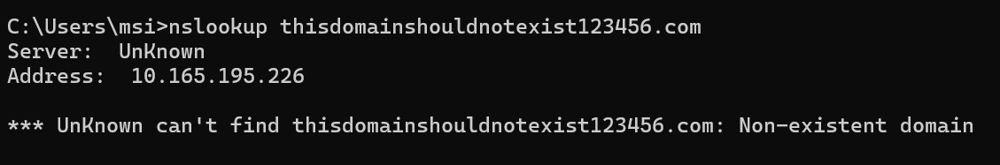 C:\Users\msi>nslookup thisdomainshouldnotexist123456.com
Server:  UnKnown
Address:  10.165.195.226

*** UnKnown can't find thisdomainshouldnotexist123456.com: Non-existent domain